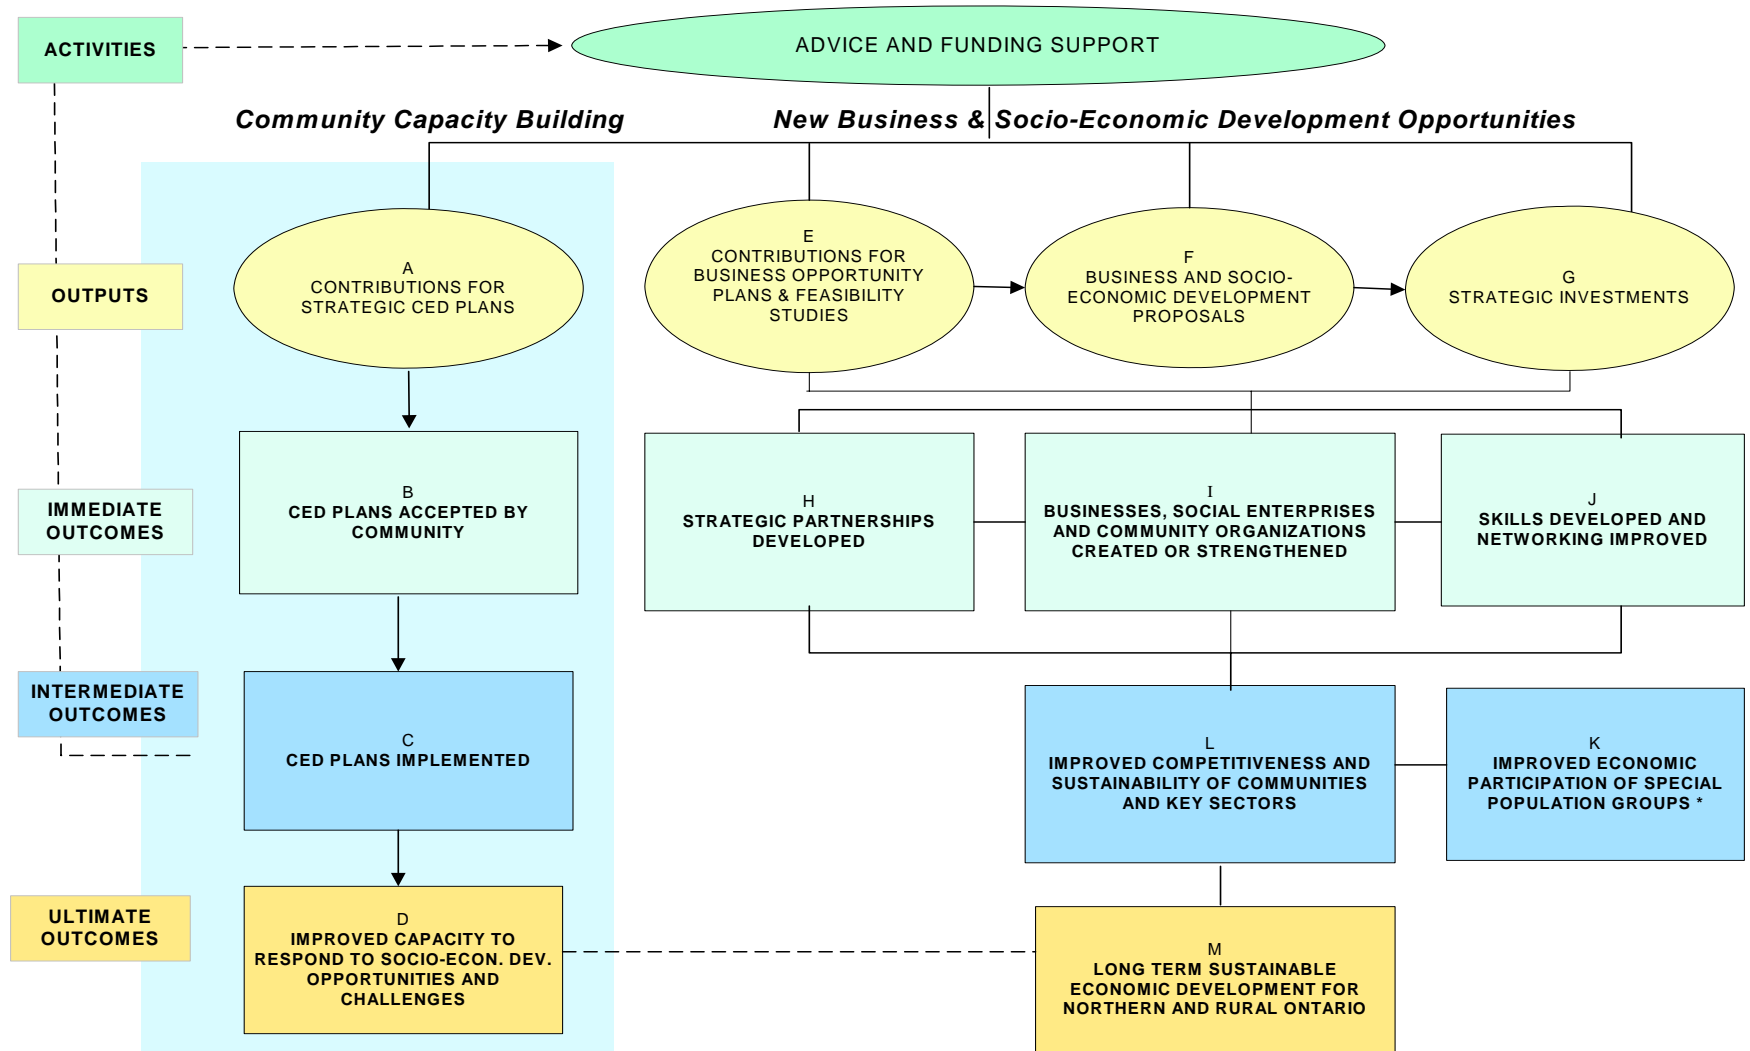 ACTIVITIES
ADVICE AND FUNDING SUPPORT
Community Capacity Building
New Business & Socio-Economic Development Opportunities
OUTPUTS
A
CONTRIBUTIONS FOR
STRATEGIC CED PLANS
E
CONTRIBUTIONS FOR
BUSINESS OPPORTUNITY
PLANS & FEASIBILITY
STUDIES
F
BUSINESS AND SOCIO-
ECONOMIC DEVELOPMENT
PROPOSALS
G
STRATEGIC INVESTMENTS
IMMEDIATE
OUTCOMES
B
CED PLANS ACCEPTED BY
COMMUNITY
H
STRATEGIC PARTNERSHIPS
DEVELOPED
I
BUSINESSES, SOCIAL ENTERPRISES
AND COMMUNITY ORGANIZATIONS
CREATED OR STRENGTHENED
J
SKILLS DEVELOPED AND
NETWORKING IMPROVED
INTERMEDIATE
OUTCOMES
C
CED PLANS IMPLEMENTED
L
IMPROVED COMPETITIVENESS AND
SUSTAINABILITY OF COMMUNITIES
AND KEY SECTORS
K
IMPROVED ECONOMIC
PARTICIPATION OF SPECIAL
POPULATION GROUPS *
ULTIMATE
OUTCOMES
D
IMPROVED CAPACITY TO
RESPOND TO SOCIO-ECON. DEV.
OPPORTUNITIES AND
CHALLENGES
M
LONG TERM SUSTAINABLE
ECONOMIC DEVELOPMENT FOR
NORTHERN AND RURAL ONTARIO